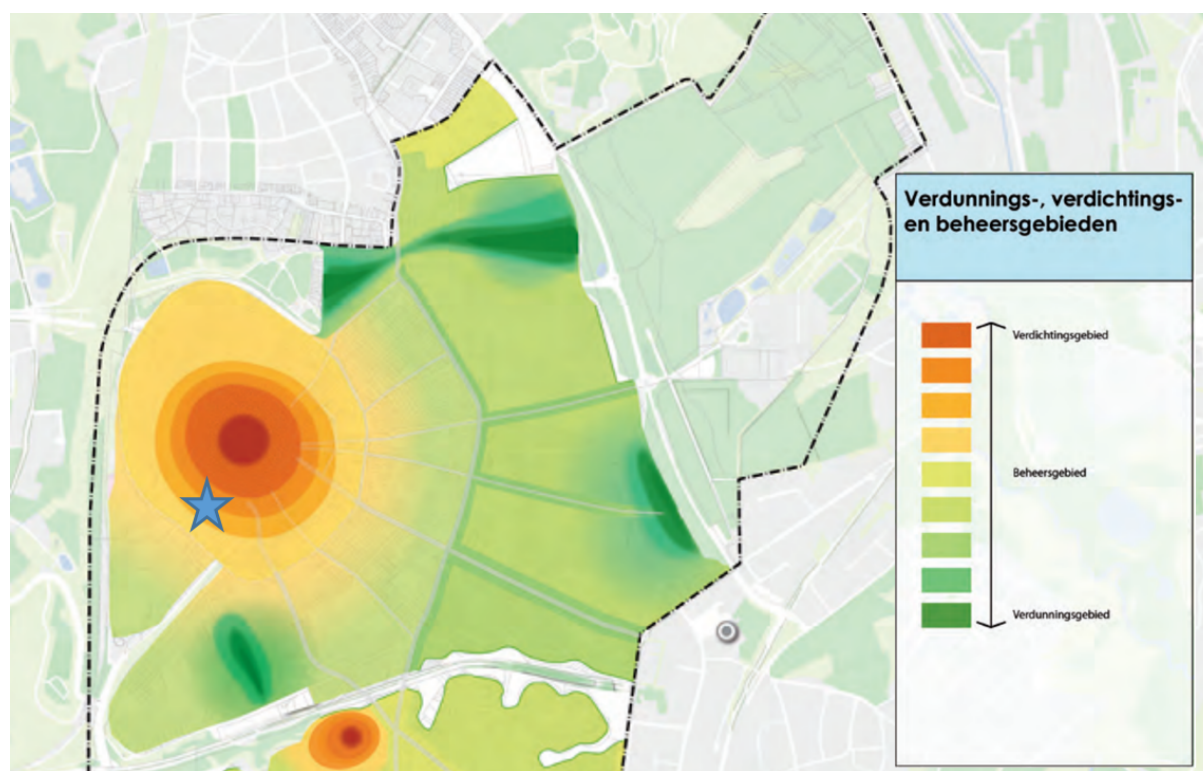 Verdunnings-, verdichtings-
en beheersgebieden
Verdichtingsgebied
Beheersgebied
Verdunningsgebied